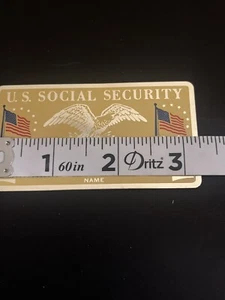 U.S. SOCIAL SECURITY
1 60in 2 Dritz® 3
NAME